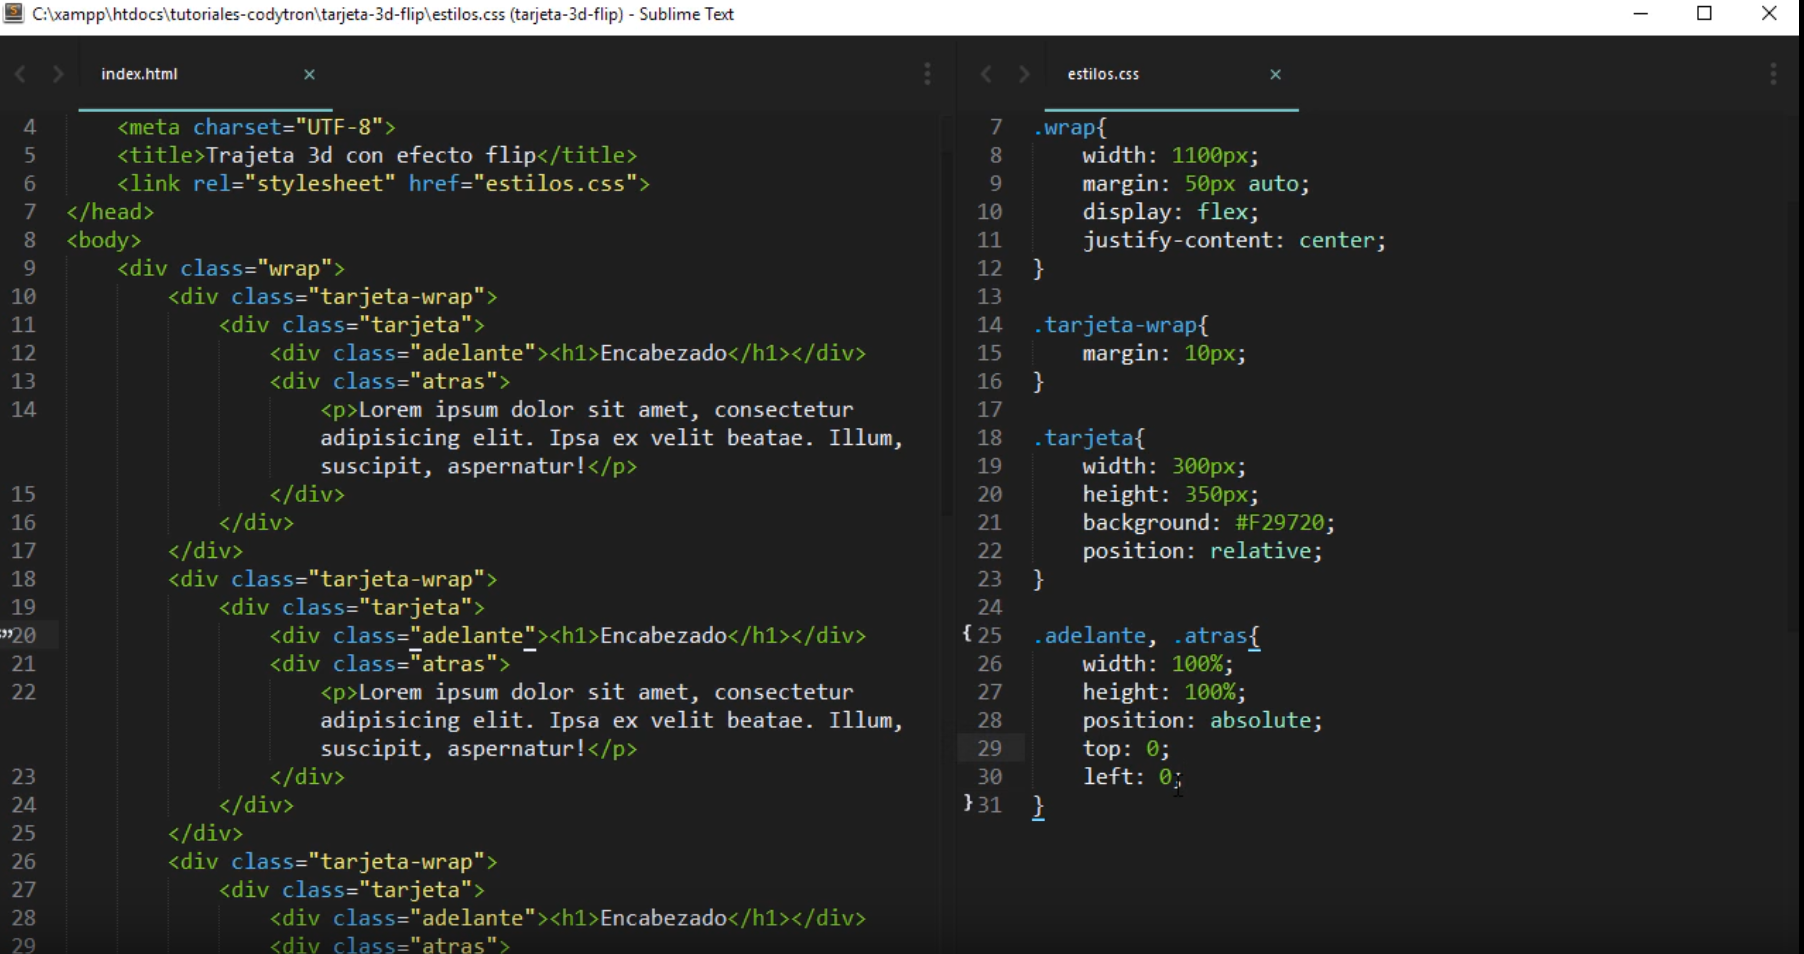 C:\xampp\htdocs\tutoriales-codytron\tarjeta-3d-flip\estilos.css (tarjeta-3d-flip) - Sublime Text
index.html
4 <meta charset="UTF-8">
5 <title>Trajeta 3d con efecto flip</title>
6 <link rel="stylesheet" href="estilos.css">
7 </head>
8 <body>
9 <div class="wrap">
10 <div class="tarjeta-wrap">
11 <div class="tarjeta">
12 <div class="adelante"><h1>Encabezado</h1></div>
13 <div class="atras">
14 <p>Lorem ipsum dolor sit amet, consectetur
adipisicing elit. Ipsa ex velit beatae. Illum,
suscipit, aspernatur!</p>
15 </div>
16 </div>
17 </div>
18 <div class="tarjeta-wrap">
19 <div class="tarjeta">
20 <div class="adelante"><h1>Encabezado</h1></div>
21 <div class="atras">
22 <p>Lorem ipsum dolor sit amet, consectetur
adipisicing elit. Ipsa ex velit beatae. Illum,
suscipit, aspernatur!</p>
23 </div>
24 </div>
25 </div>
26 <div class="tarjeta-wrap">
27 <div class="tarjeta">
28 <div class="adelante"><h1>Encabezado</h1></div>
29 <div class="atras">
estilos.css
7 .wrap{
8 width: 1100px;
9 margin: 50px auto;
10 display: flex;
11 justify-content: center;
12 }
13
14 .tarjeta-wrap{
15 margin: 10px;
16 }
17
18 .tarjeta{
19 width: 300px;
20 height: 350px;
21 background: #F29720;
22 position: relative;
23 }
24
{ 25 .adelante, .atras{
26 width: 100%;
27 height: 100%;
28 position: absolute;
29 top: 0;
30 left: 0;
} 31 }